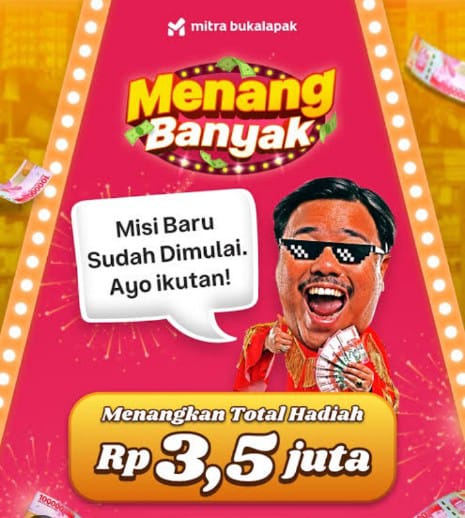 mitra bukalapak
Menang
Banyak
Misi Baru
Sudah Dimulai.
Ayo ikutan!
Menangkan Total Hadiah
Rp 3,5 juta